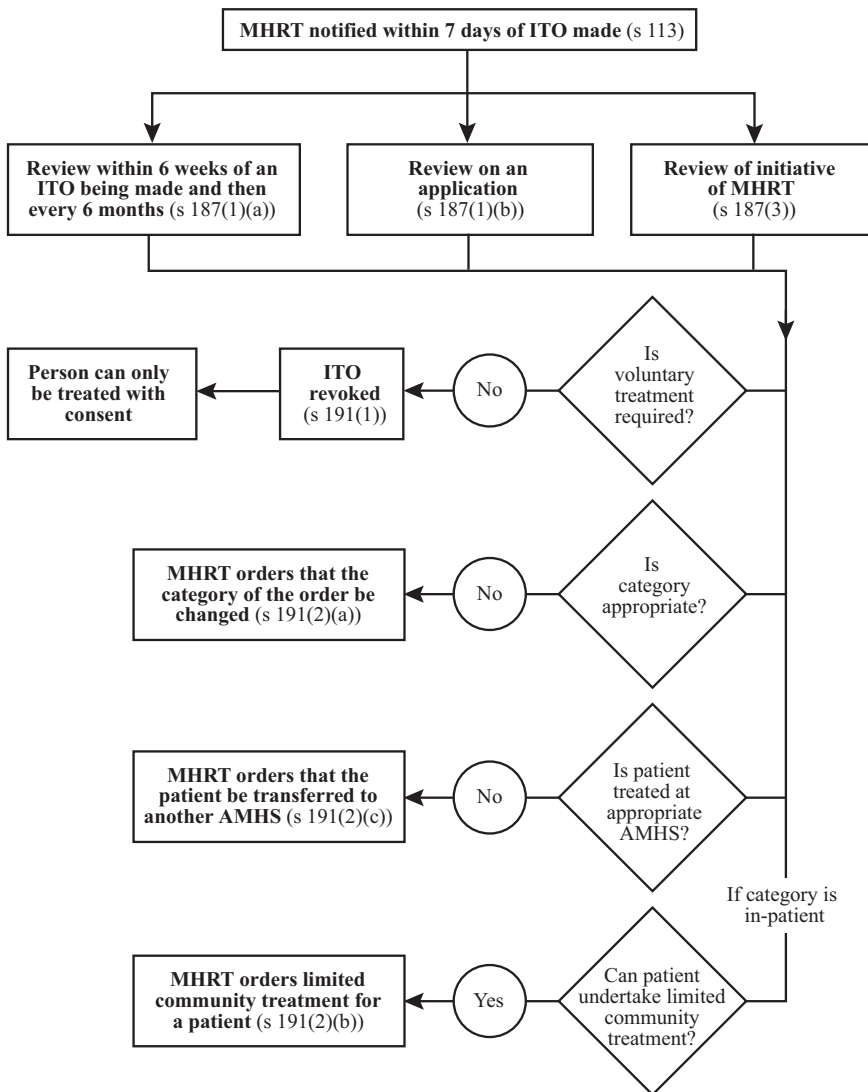 MHRT notified within 7 days of ITO made (s 113)
Review within 6 weeks of an
ITO being made and then
every 6 months (s 187(1)(a))
Review on an
application
(s 187(1)(b))
Review of initiative
of MHRT
(s 187(3))
Person can only
be treated with
consent
ITO
revoked
(s 191(1))
No
Is
voluntary
treatment
required?
MHRT orders that the
category of the order be
changed (s 191(2)(a))
No
Is
category
appropriate?
MHRT orders that the
patient be transferred to
another AMHS (s 191(2)(c))
No
Is patient
treated at
appropriate
AMHS?
If category is
in-patient
MHRT orders limited
community treatment for
a patient (s 191(2)(b))
Yes
Can patient
undertake limited
community
treatment?